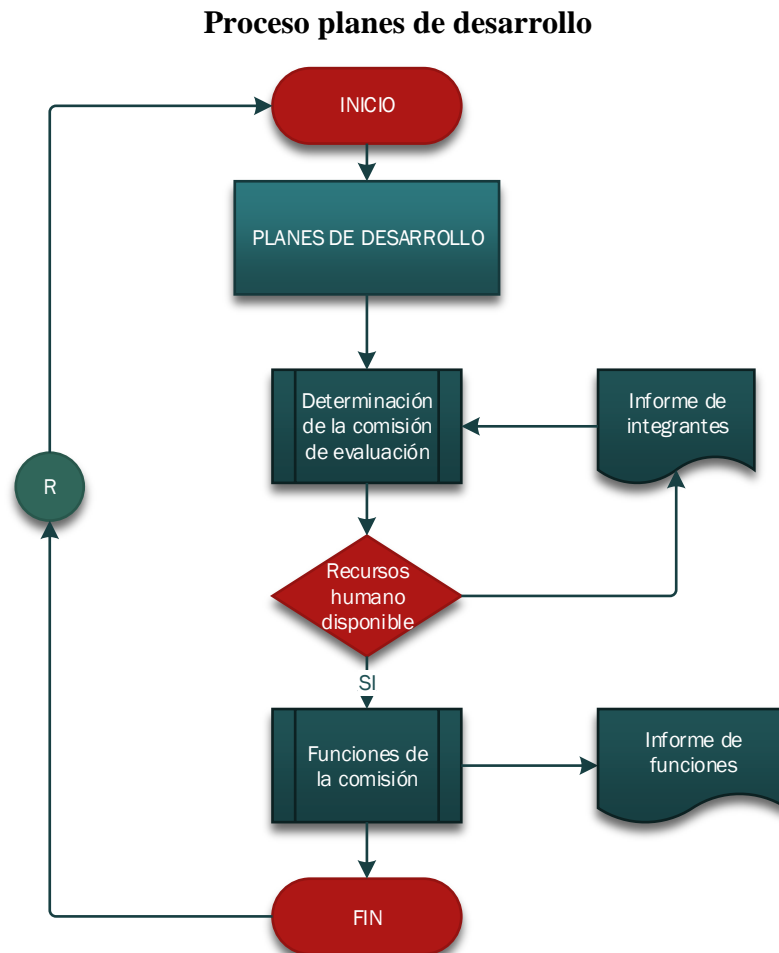 Proceso planes de desarrollo
INICIO
PLANES DE DESARROLLO
Determinación
de la comisión
de evaluación
Informe de
integrantes
R
Recursos
humano
disponible
SI
Funciones de
la comisión
Informe de
funciones
FIN